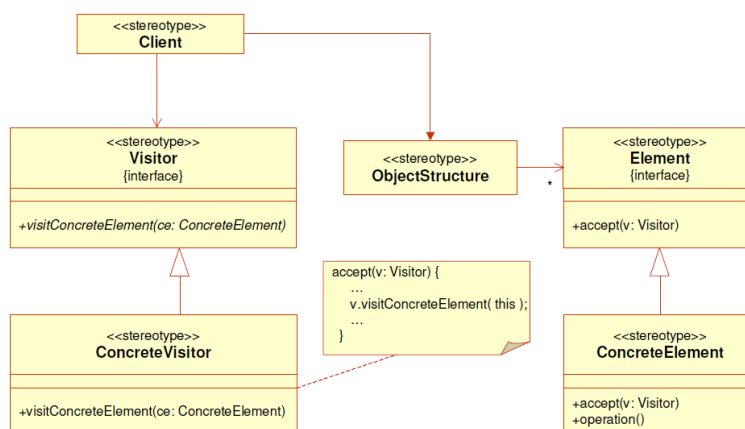 <<stereotype>>
Client
<<stereotype>>
Visitor
{interface}
+visitConcreteElement(ce: ConcreteElement)
<<stereotype>>
ObjectStructure
*
<<stereotype>>
Element
{interface}
+accept(v: Visitor)
accept(v: Visitor) {
...
v.visitConcreteElement( this );
...
}
<<stereotype>>
ConcreteVisitor
+visitConcreteElement(ce: ConcreteElement)
<<stereotype>>
ConcreteElement
+accept(v: Visitor)
+operation()